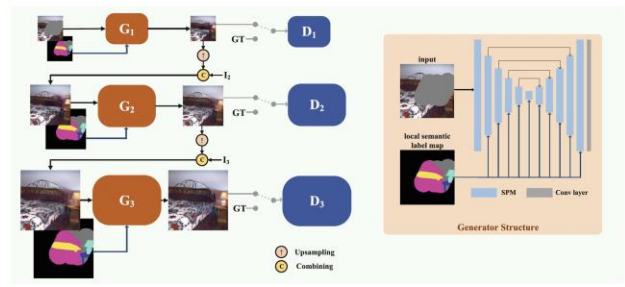 G1
GT
D1
C
I2
G2
GT
D2
C
I3
G3
GT
D3
Upsampling
C
Combining
input
local semantic
label map
SPM
Conv layer
Generator Structure